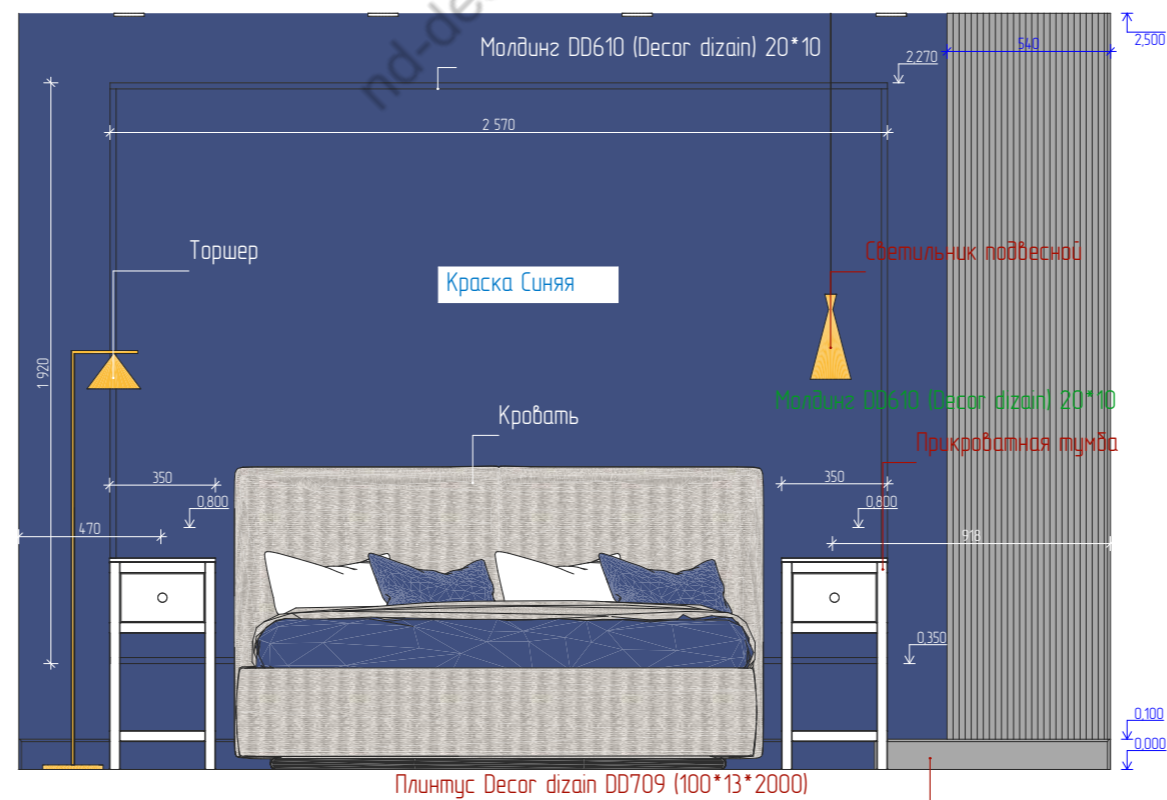 nd-de
Молдинг DD610 (Decor dizain) 20*10
2,500
540
2,270
2 570
Торшер
Светильник подвесной
Краска Синяя
1 920
Молдинг DD610 (Decor dizain) 20*10
Кровать
Прикроватная тумба
350
350
0,800
0,800
470
918
0,350
0,100
0,000
Плинтус Decor dizain DD709 (100*13*2000)